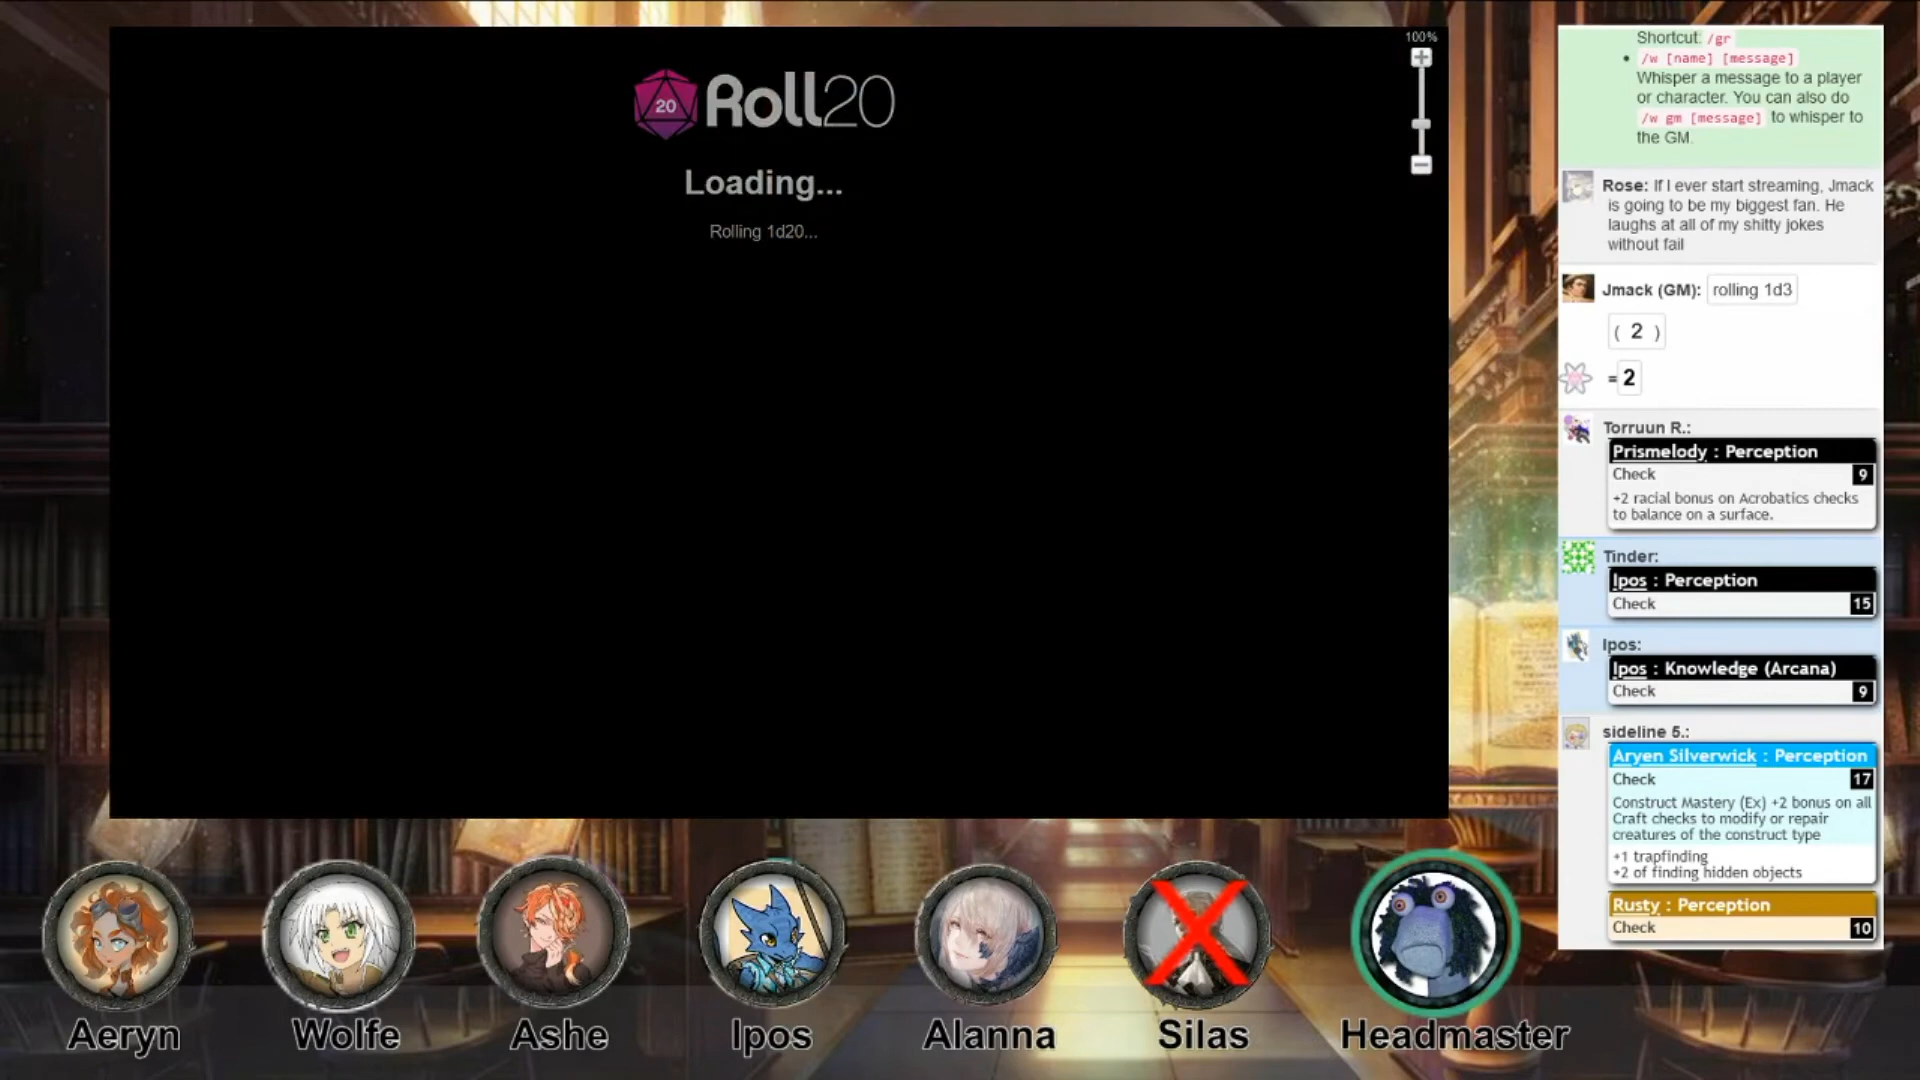 20 Roll20
Loading...
Rolling 1d20...
100%
Shortcut: /gr
/w [name] [message]
Whisper a message to a player
or character. You can also do
/w gm [message] to whisper to
the GM.
Rose: If I ever start streaming, Jmack
is going to be my biggest fan. He
laughs at all of my shitty jokes
without fail
Jmack (GM): rolling 1d3
( 2 )
=2
Torruun R.:
Prismelody : Perception
Check 9
+2 racial bonus on Acrobatics checks
to balance on a surface.
Tinder:
Ipos : Perception
Check 15
Ipos:
Ipos : Knowledge (Arcana)
Check 9
sideline 5.:
Aryen Silverwick : Perception
Check 17
Construct Mastery (Ex) +2 bonus on all
Craft checks to modify or repair
creatures of the construct type
+1 trapfinding
+2 of finding hidden objects
Rusty : Perception
Check 10
Aeryn Wolfe Ashe Ipos Alanna Silas Headmaster